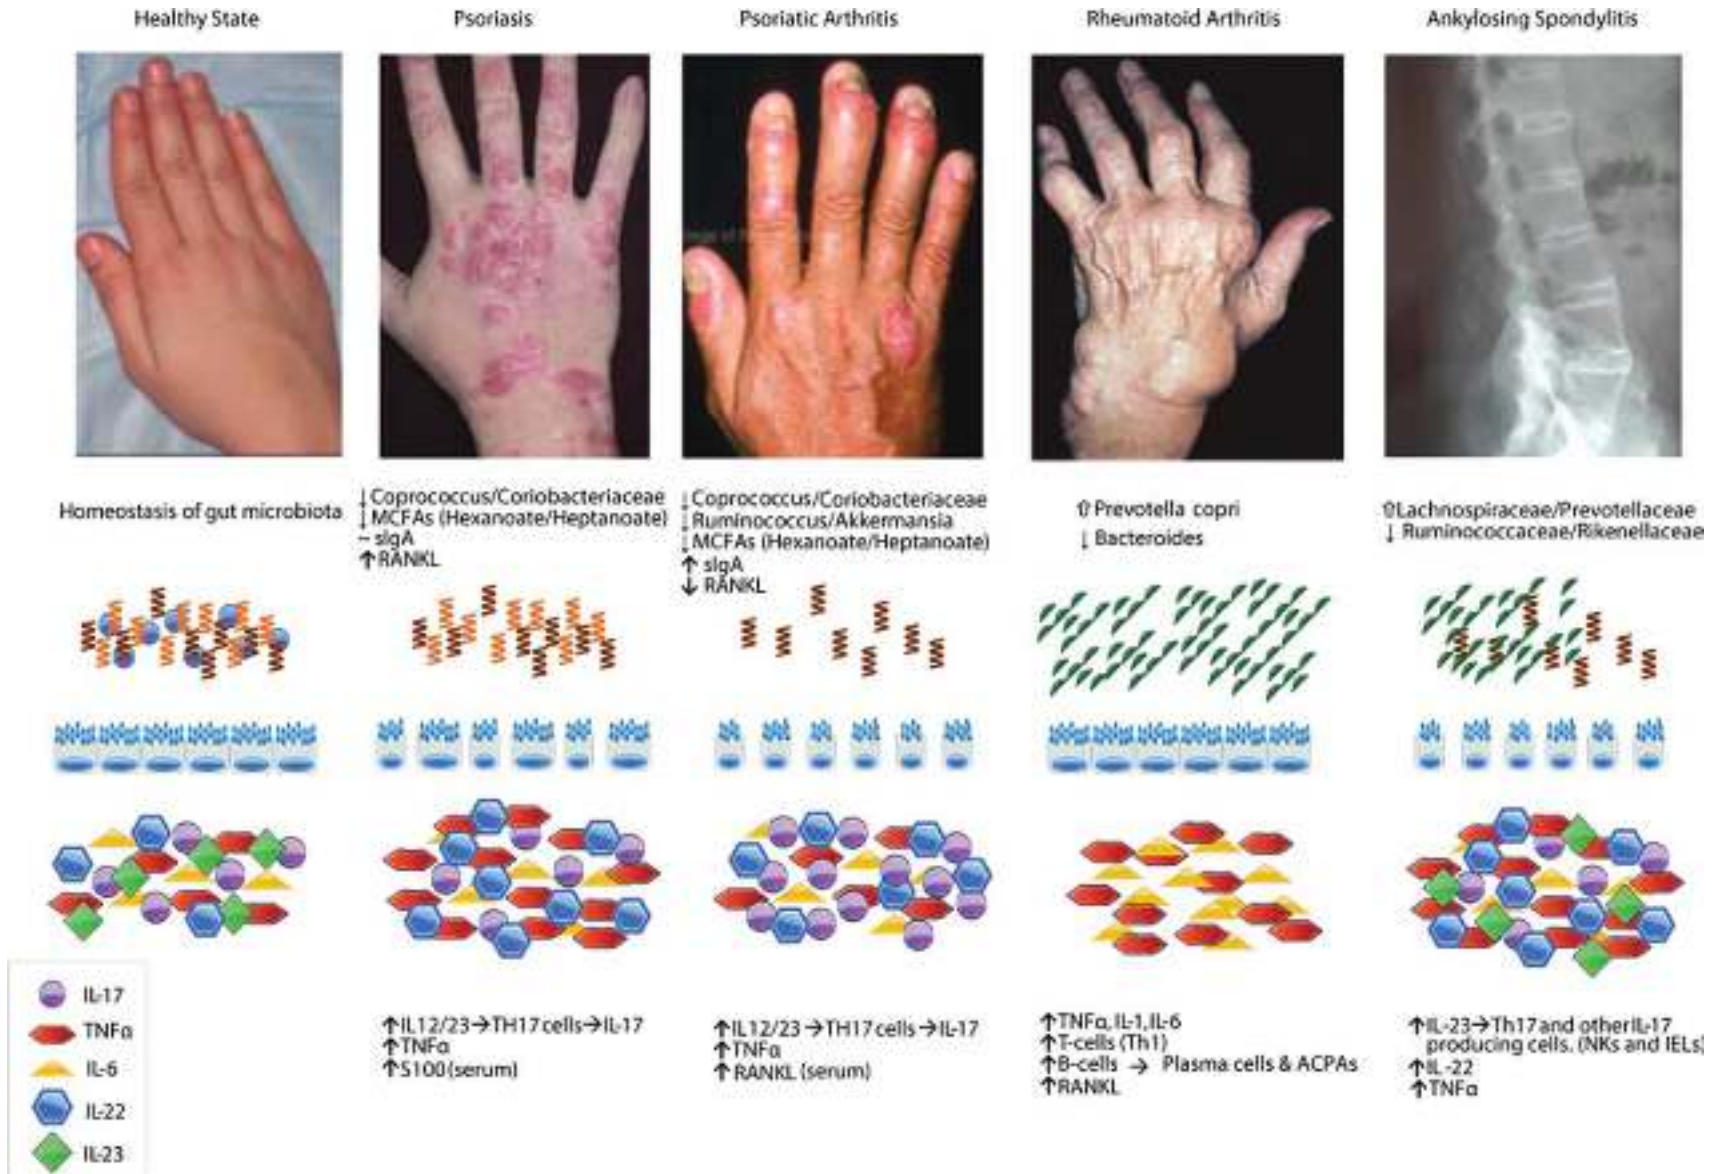 Healthy State
Psoriasis
Psoriatic Arthritis
Rheumatoid Arthritis
Ankylosing Spondylitis
Homeostasis of gut microbiota
↓Coprococcus/Coriobacteriaceae
↓MCFAs (Hexanoate/Heptanoate)
~ sIgA
↑RANKL
↓Coprococcus/Coriobacteriaceae
↓Ruminococcus/Akkermansia
↓MCFAs (Hexanoate/Heptanoate)
↑ sIgA
↓ RANKL
⇧ Prevotella copri
↓ Bacteroides
⇧Lachnospiraceae/Prevotellaceae
↓ Ruminococcaceae/Rikenellaceae
IL-17
TNFα
IL-6
IL-22
IL-23
↑IL12/23→TH17 cells→IL-17
↑TNFα
↑S100 (serum)
↑IL12/23 →TH17 cells →IL-17
↑TNFα
↑RANKL (serum)
↑TNFα, IL-1, IL-6
↑T-cells (Th1)
↑B-cells → Plasma cells & ACPAs
↑RANKL
↑IL-23→Th17 and other IL-17
producing cells. (NKs and IELs)
↑IL-22
↑TNFα